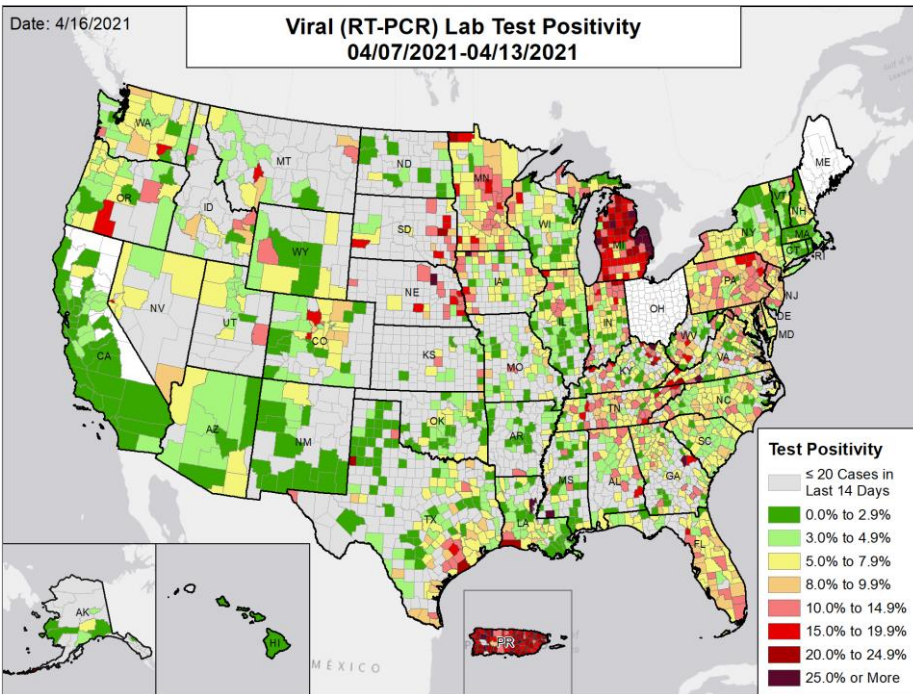 Date: 4/16/2021
Viral (RT-PCR) Lab Test Positivity
04/07/2021-04/13/2021
WA
MT
ND
MN
ME
OR
ID
SD
WI
VT
NH
WY
MI
NY
MA
CT
RI
NE
IA
PA
NV
UT
CO
IL
IN
OH
NJ
DE
MD
CA
KS
MO
KY
WV
VA
AZ
NM
OK
AR
TN
NC
SC
TX
LA
MS
AL
GA
FL
AK
HI
PR
MÉXICO
Test Positivity
≤ 20 Cases in
Last 14 Days
0.0% to 2.9%
3.0% to 4.9%
5.0% to 7.9%
8.0% to 9.9%
10.0% to 14.9%
15.0% to 19.9%
20.0% to 24.9%
25.0% or More